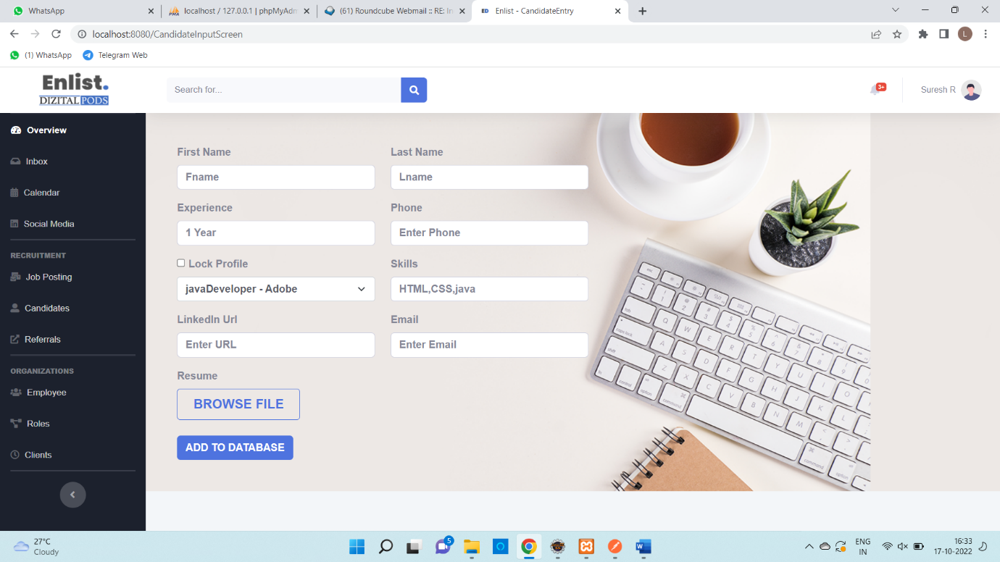 WhatsApp
localhost / 127.0.0.1 | phpMyAdm
(61) Roundcube Webmail :: RE: In
ED Enlist - CandidateEntry
localhost:8080/CandidateInputScreen
L
(1) WhatsApp
Telegram Web
Enlist.
DIZITALPODS
Search for...
3+
Suresh R
Overview
Inbox
Calendar
Social Media
RECRUITMENT
Job Posting
Candidates
Referrals
ORGANIZATIONS
Employee
Roles
Clients
First Name
Last Name
Fname
Lname
Experience
Phone
1 Year
Enter Phone
Lock Profile
Skills
javaDeveloper - Adobe
HTML,CSS,java
LinkedIn Url
Email
Enter URL
Enter Email
Resume
BROWSE FILE
ADD TO DATABASE
27°C
Cloudy
5
ENG
IN
16:33
17-10-2022